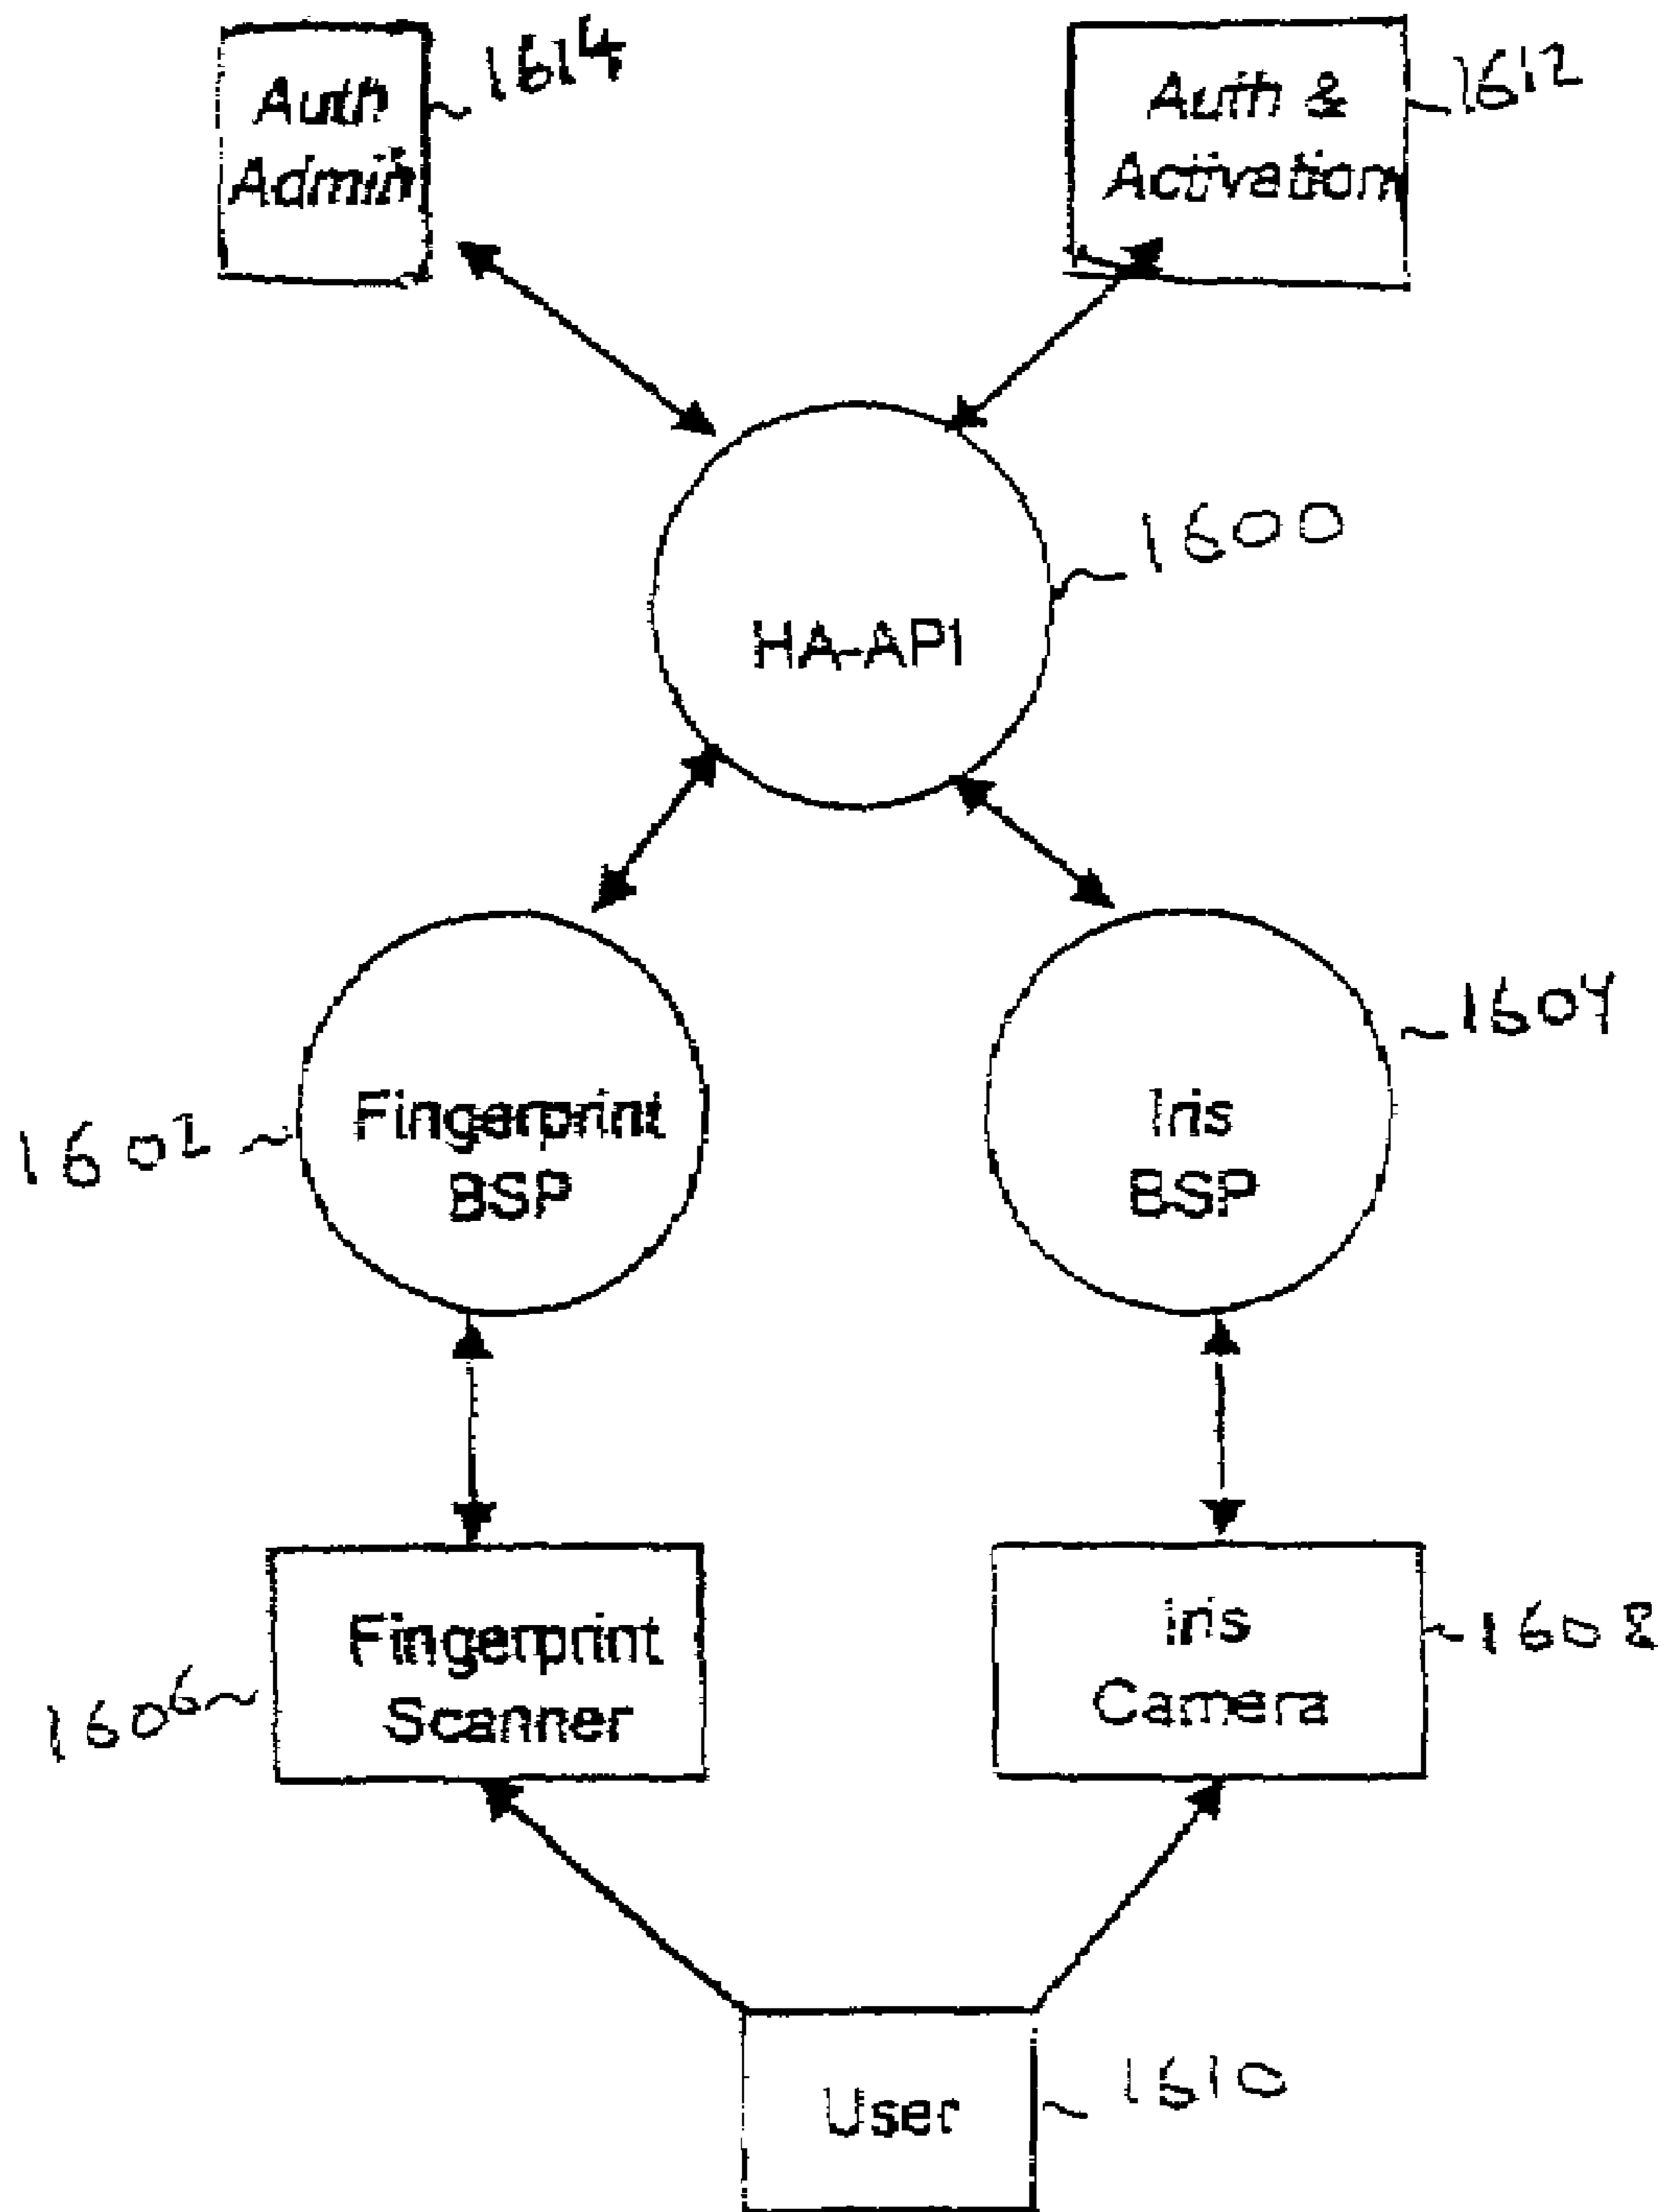 Auth
Admin
1614
Auth &
Activation
1612
HA-API
1600
Fingerprint
BSP
1602
Iris
BSP
1604
Fingerprint
Scanner
1606
Iris
Camera
1608
User
1610